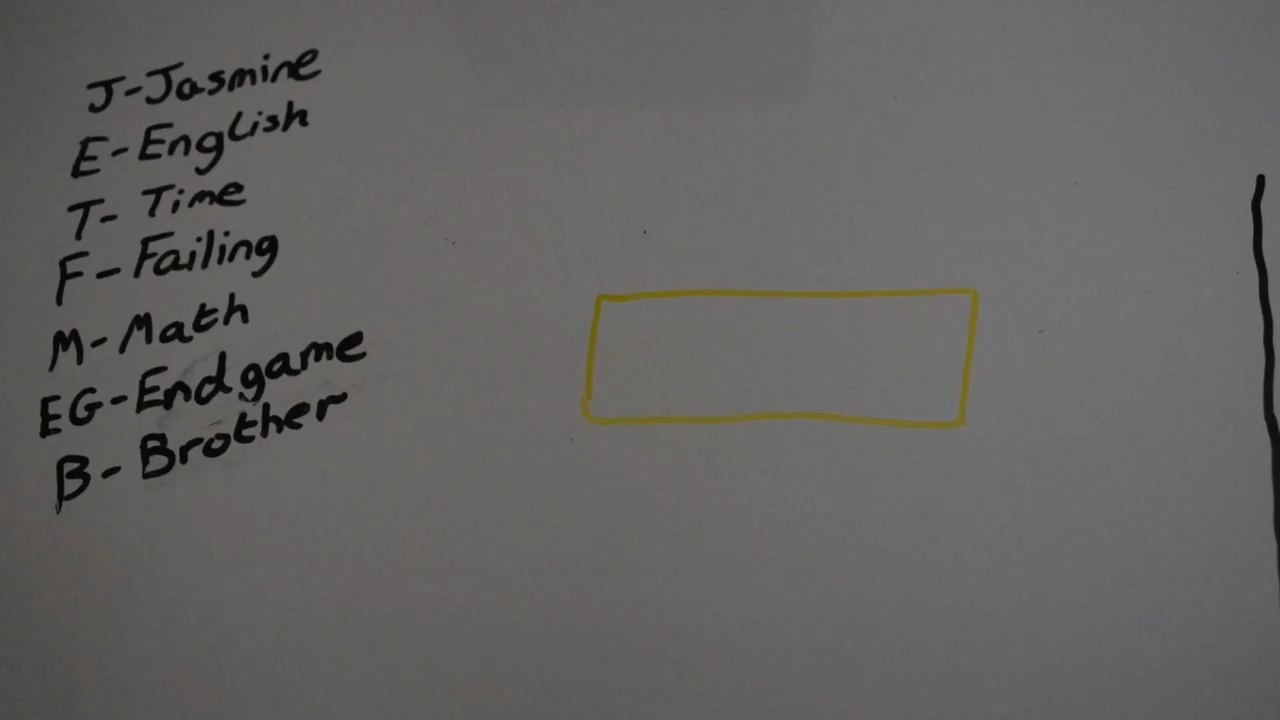 J-Jasmine
E-English
T- Time
F-Failing
M-Math
EG-Endgame
B-Brother